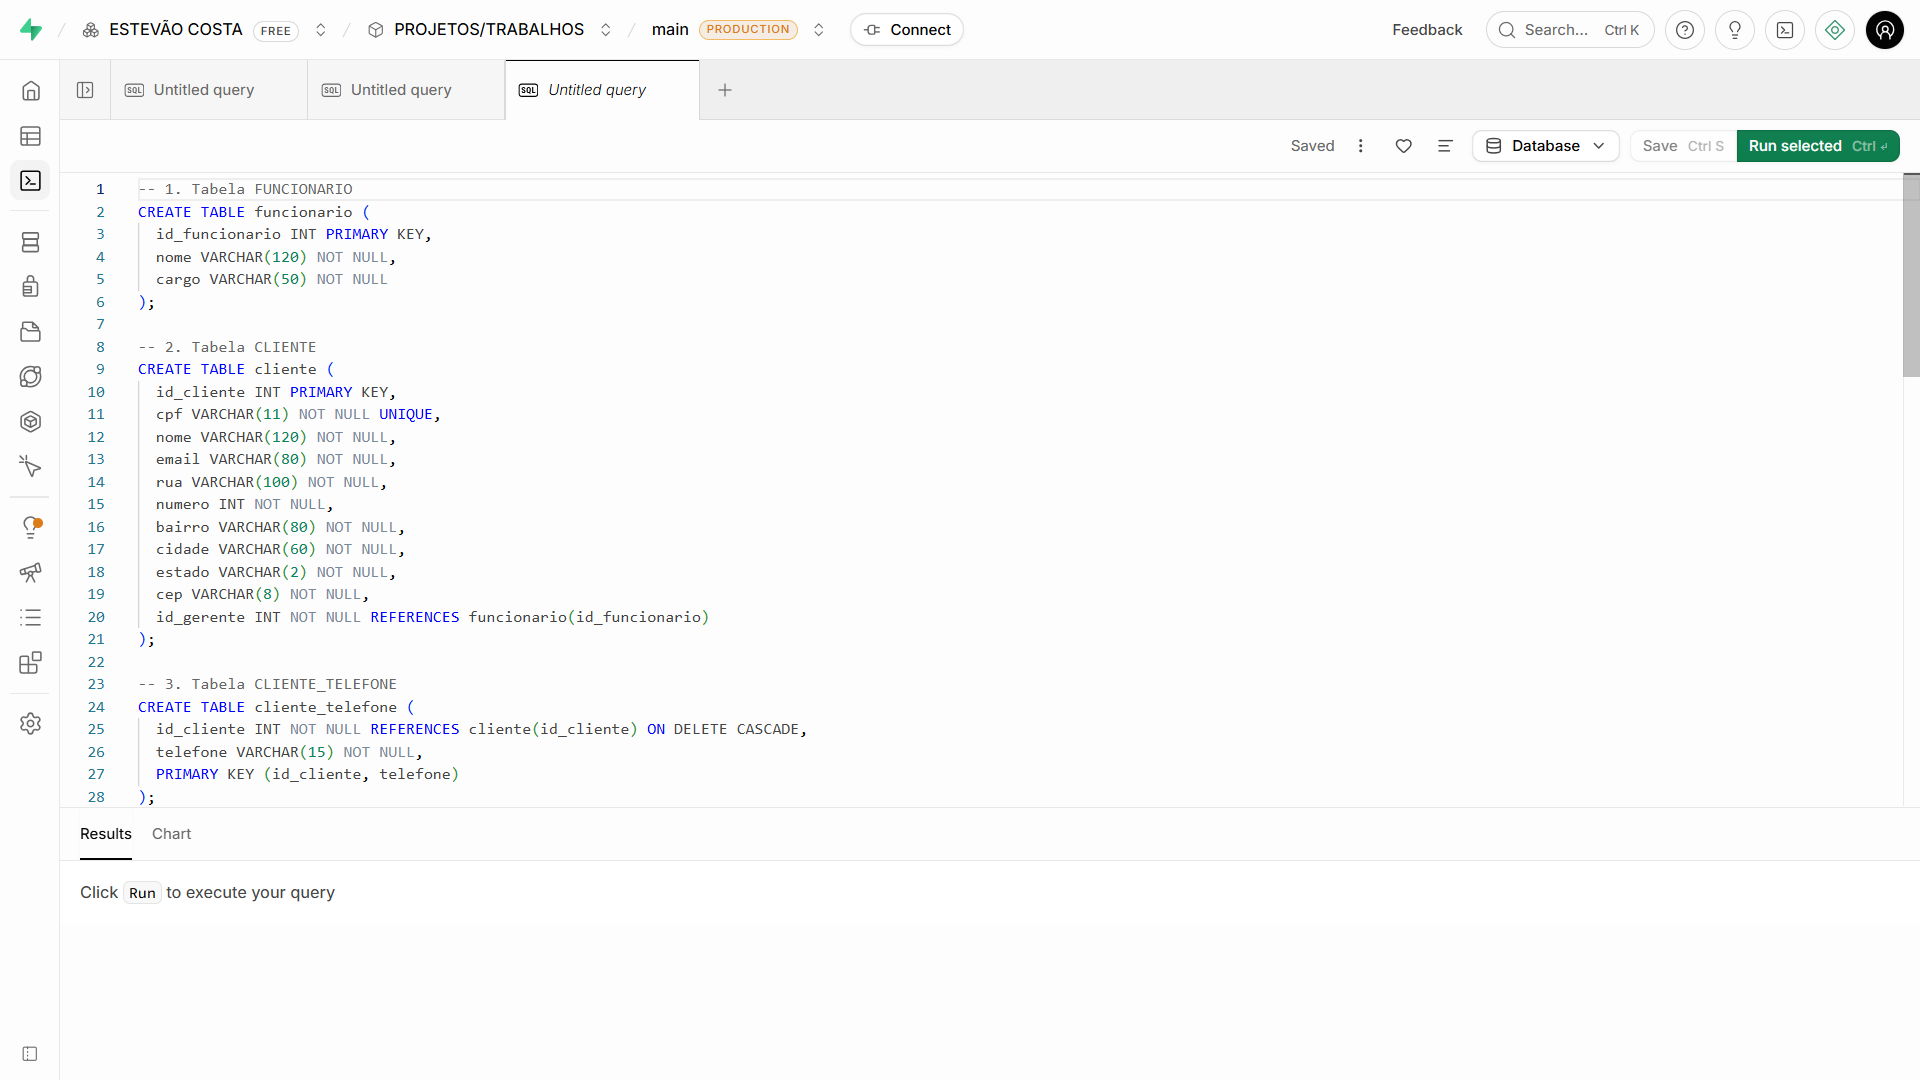 ESTEVÃO COSTA FREE PROJETOS/TRABALHOS main PRODUCTION Connect Feedback Search... Ctrl K
SQL Untitled query SQL Untitled query SQL Untitled query
Saved Database Save Ctrl S Run selected Ctrl ↵
1 -- 1. Tabela FUNCIONARIO
2 CREATE TABLE funcionario (
3 id_funcionario INT PRIMARY KEY,
4 nome VARCHAR(120) NOT NULL,
5 cargo VARCHAR(50) NOT NULL
6 );
7
8 -- 2. Tabela CLIENTE
9 CREATE TABLE cliente (
10 id_cliente INT PRIMARY KEY,
11 cpf VARCHAR(11) NOT NULL UNIQUE,
12 nome VARCHAR(120) NOT NULL,
13 email VARCHAR(80) NOT NULL,
14 rua VARCHAR(100) NOT NULL,
15 numero INT NOT NULL,
16 bairro VARCHAR(80) NOT NULL,
17 cidade VARCHAR(60) NOT NULL,
18 estado VARCHAR(2) NOT NULL,
19 cep VARCHAR(8) NOT NULL,
20 id_gerente INT NOT NULL REFERENCES funcionario(id_funcionario)
21 );
22
23 -- 3. Tabela CLIENTE_TELEFONE
24 CREATE TABLE cliente_telefone (
25 id_cliente INT NOT NULL REFERENCES cliente(id_cliente) ON DELETE CASCADE,
26 telefone VARCHAR(15) NOT NULL,
27 PRIMARY KEY (id_cliente, telefone)
28 );
Results Chart
Click Run to execute your query